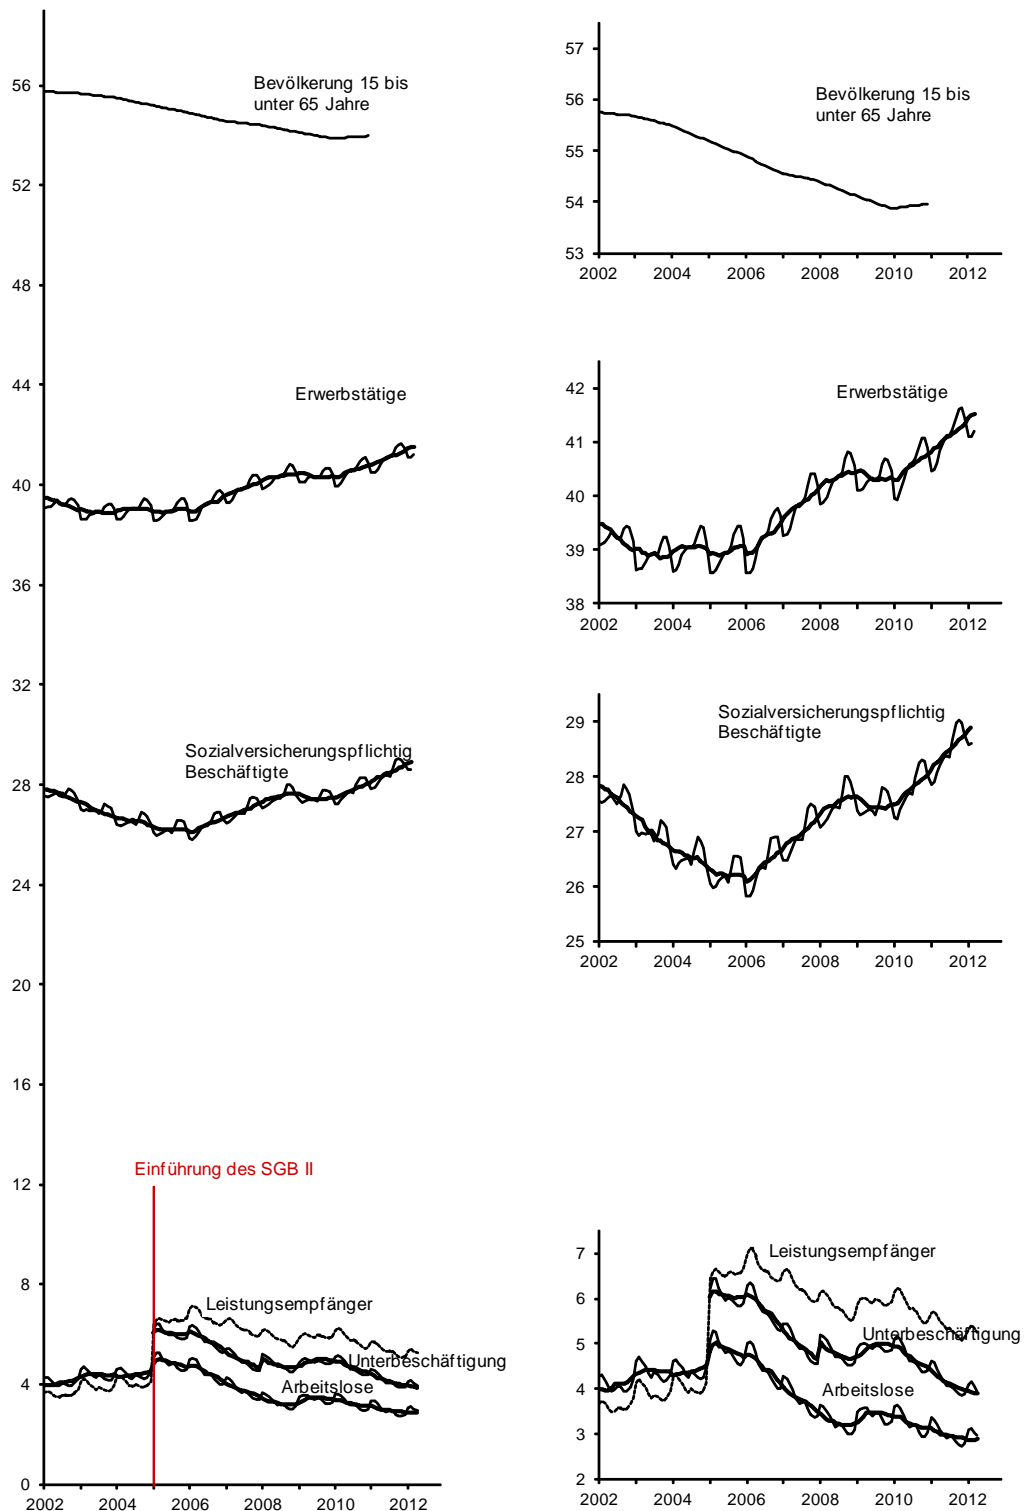 56
Bevölkerung 15 bis
unter 65 Jahre
52
48
44
Erwerbstätige
40
36
32
Sozialversicherungspflichtig
Beschäftigte
28
24
20
16
12
Einführung des SGB II
8
Leistungsempfänger
Unterbeschäftigung
4
Arbeitslose
0
2002 2004 2006 2008 2010 2012
57
56
Bevölkerung 15 bis
unter 65 Jahre
55
54
53
2002 2004 2006 2008 2010 2012
42
Erwerbstätige
41
40
39
38
2002 2004 2006 2008 2010 2012
Sozialversicherungspflichtig
29
Beschäftigte
28
27
26
25
2002 2004 2006 2008 2010 2012
7
Leistungsempfänger
6
Unterbeschäftigung
5
4
Arbeitslose
3
2
2002 2004 2006 2008 2010 2012